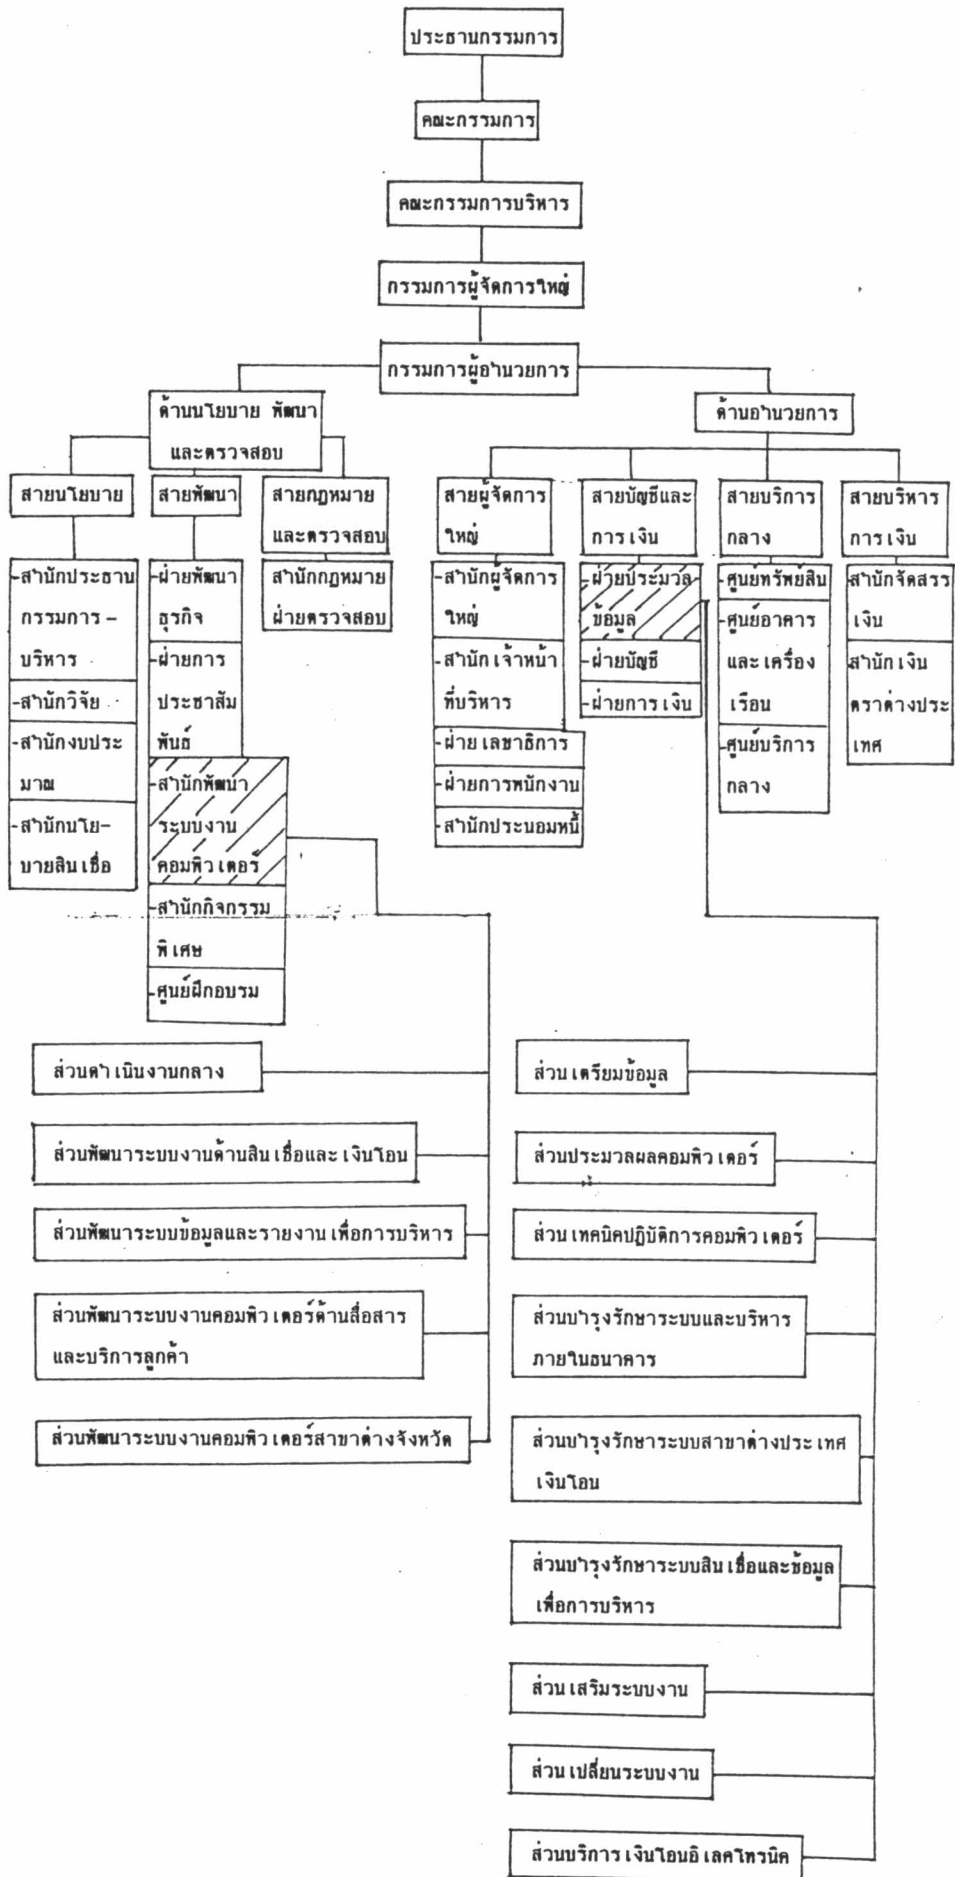 ประธานกรรมการ
คณะกรรมการ
คณะกรรมการบริหาร
กรรมการผู้จัดการใหญ่
กรรมการผู้อำนวยการ
ด้านนโยบาย พัฒนา
และตรวจสอบ
ด้านอำนวยการ
สายนโยบาย
-สำนักประธาน
กรรมการ -
บริหาร
-สำนักวิจัย
-สำนักงบประ
มาณ
-สำนักนโย-
บายสินเชื่อ
สายพัฒนา
-ฝ่ายพัฒนา
ธุรกิจ
-ฝ่ายการ
ประชาสัม
พันธ์
-สำนักพัฒนา
ระบบงาน
คอมพิวเตอร์
-สำนักกิจกรรม
พิเศษ
-ศูนย์ฝึกอบรม
สายกฎหมาย
และตรวจสอบ
สำนักกฎหมาย
ฝ่ายตรวจสอบ
สายผู้จัดการ
ใหญ่
-สำนักผู้จัดการ
ใหญ่
-สำนักเจ้าหน้า
ที่บริหาร
-ฝ่ายเลขาธิการ
-ฝ่ายการพนักงาน
-สำนักประนอมหนี้
สายบัญชีและ
การเงิน
-ฝ่ายประมวล
ข้อมูล
-ฝ่ายบัญชี
-ฝ่ายการเงิน
สายบริการ
กลาง
-ศูนย์ทรัพย์สิน
-ศูนย์อาคาร
และเครื่อง
เรือน
-ศูนย์บริการ
กลาง
สายบริหาร
การเงิน
สำนักจัดสรร
เงิน
สำนักเงิน
ตราต่างประ
เทศ
ส่วนดำเนินงานกลาง
ส่วนพัฒนาระบบงานด้านสินเชื่อและเงินโอน
ส่วนพัฒนาระบบข้อมูลและรายงานเพื่อการบริหาร
ส่วนพัฒนาระบบงานคอมพิวเตอร์ด้านสื่อสาร
และบริการลูกค้า
ส่วนพัฒนาระบบงานคอมพิวเตอร์สาขาต่างจังหวัด
ส่วนเตรียมข้อมูล
ส่วนประมวลผลคอมพิวเตอร์
ส่วนเทคนิคปฏิบัติการคอมพิวเตอร์
ส่วนบำรุงรักษาระบบและบริหาร
ภายในธนาคาร
ส่วนบำรุงรักษาระบบสาขาต่างประเทศ
เงินโอน
ส่วนบำรุงรักษาระบบสินเชื่อและข้อมูล
เพื่อการบริหาร
ส่วนเสริมระบบงาน
ส่วนเปลี่ยนระบบงาน
ส่วนบริการเงินโอนอิเลคโทรนิค